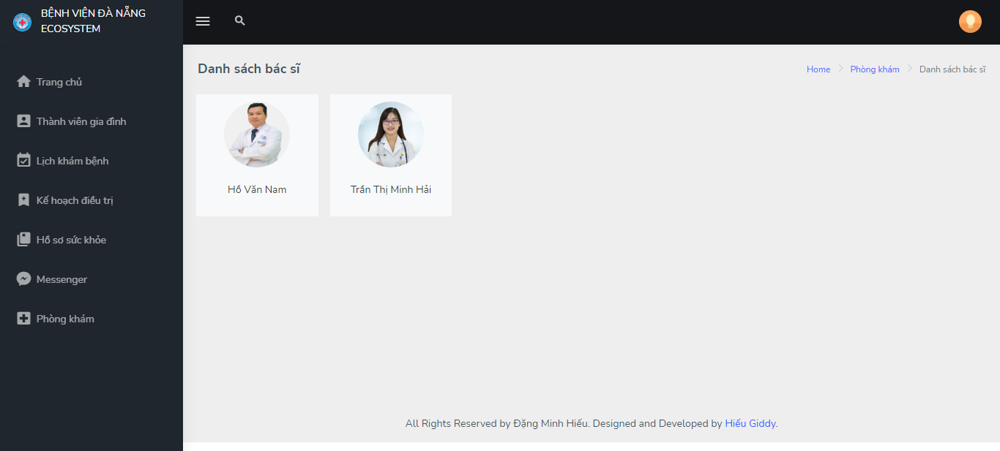 BỆNH VIỆN ĐÀ NẴNG
ECOSYSTEM
Trang chủ
Thành viên gia đình
Lịch khám bệnh
Kế hoạch điều trị
Hồ sơ sức khỏe
Messenger
Phòng khám
Danh sách bác sĩ
Home
Phòng khám
Danh sách bác sĩ
Hồ Văn Nam
Trần Thị Minh Hải
All Rights Reserved by Đặng Minh Hiếu. Designed and Developed by Hiếu Giddy.